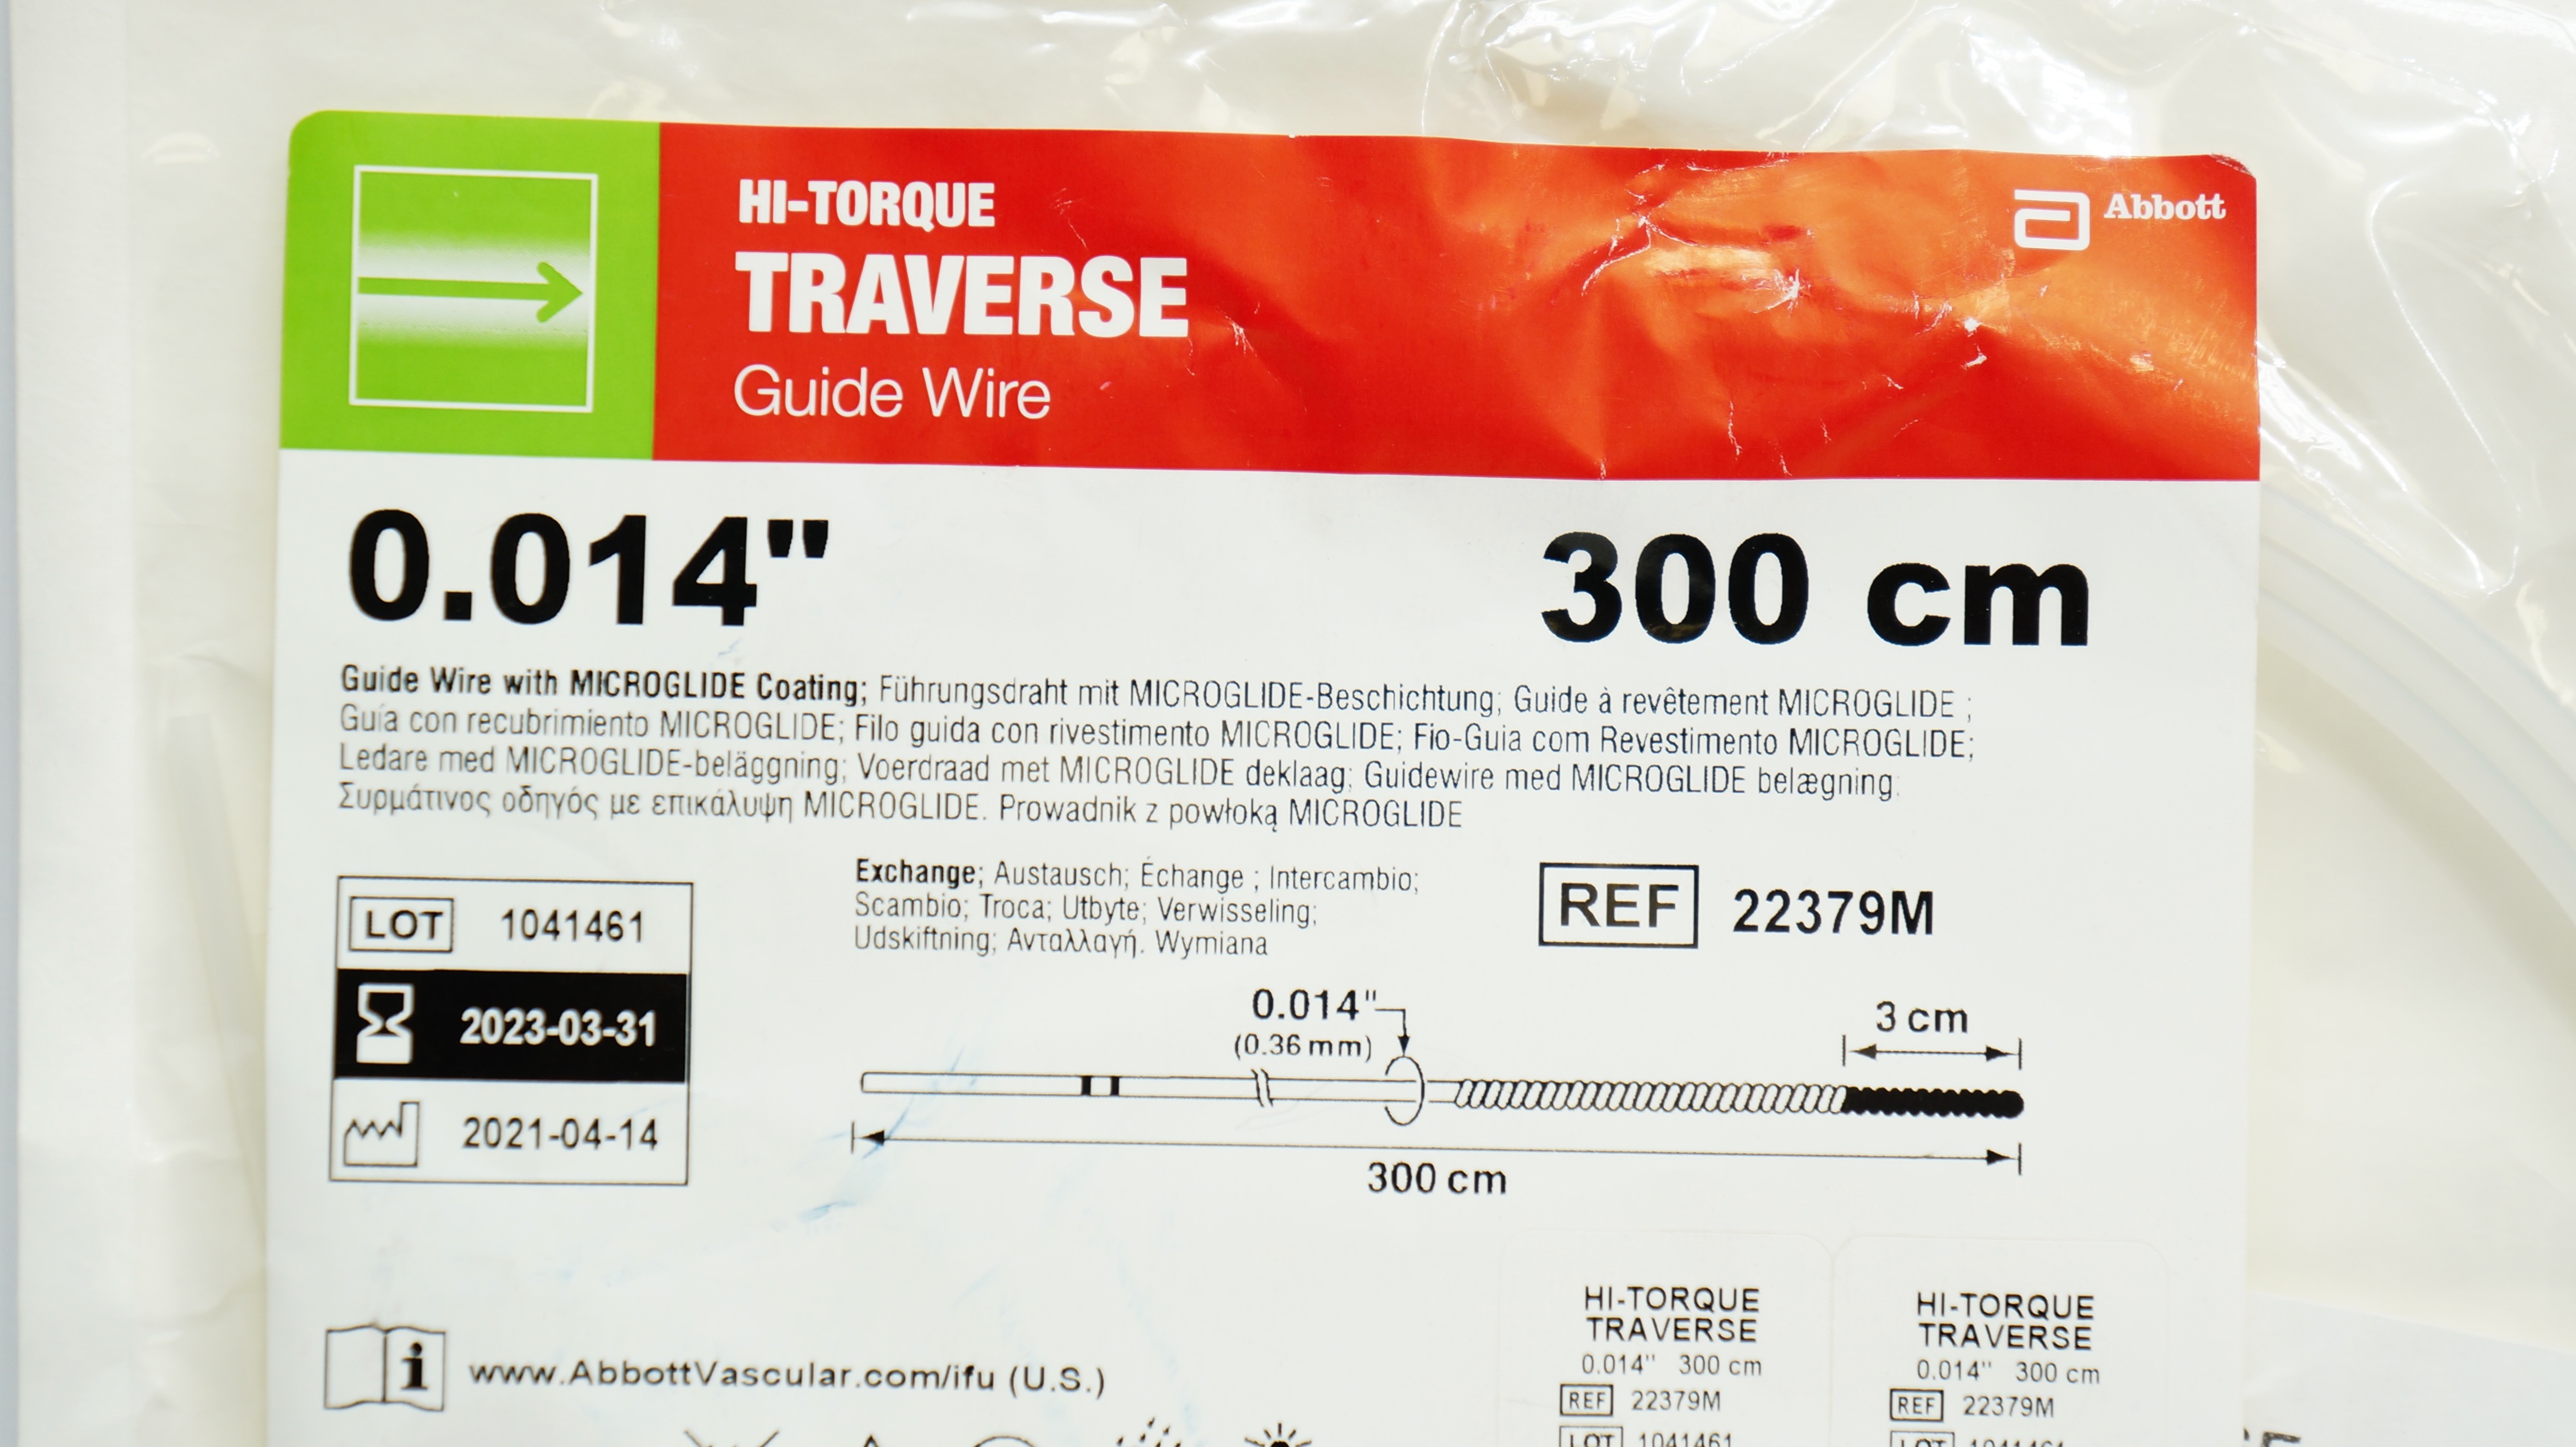 HI-TORQUE
TRAVERSE
Guide Wire
Abbott
0.014"
300 cm
Guide Wire with MICROGLIDE Coating; Führungsdraht mit MICROGLIDE-Beschichtung; Guide à revêtement MICROGLIDE ;
Guía con recubrimiento MICROGLIDE; Filo guida con rivestimento MICROGLIDE; Fio-Guia com Revestimento MICROGLIDE;
Ledare med MICROGLIDE-beläggning; Voerdraad met MICROGLIDE deklaag; Guidewire med MICROGLIDE belægning;
Συρμάτινος οδηγός με επικάλυψη MICROGLIDE. Prowadnik z powłoką MICROGLIDE
LOT 1041461
2023-03-31
2021-04-14
Exchange; Austausch; Échange ; Intercambio;
Scambio; Troca; Utbyte; Verwisseling;
Udskiftning; Ανταλλαγή. Wymiana
REF 22379M
0.014"
(0.36 mm)
3 cm
300 cm
i www.AbbottVascular.com/ifu (U.S.)
HI-TORQUE
TRAVERSE
0.014" 300 cm
REF 22379M
LOT 1041461
HI-TORQUE
TRAVERSE
0.014" 300 cm
REF 22379M
LOT 1041461